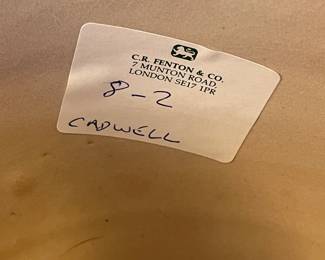 C.R. FENTON & CO.
7 MUNTON ROAD,
LONDON SE17 1PR
8-2
CADWELL